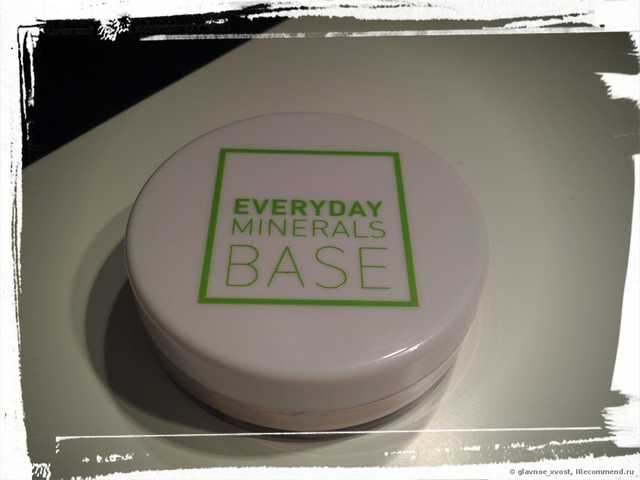 EVERYDAY
MINERALS
BASE
© glavnoe_xvost, IRecommend.ru